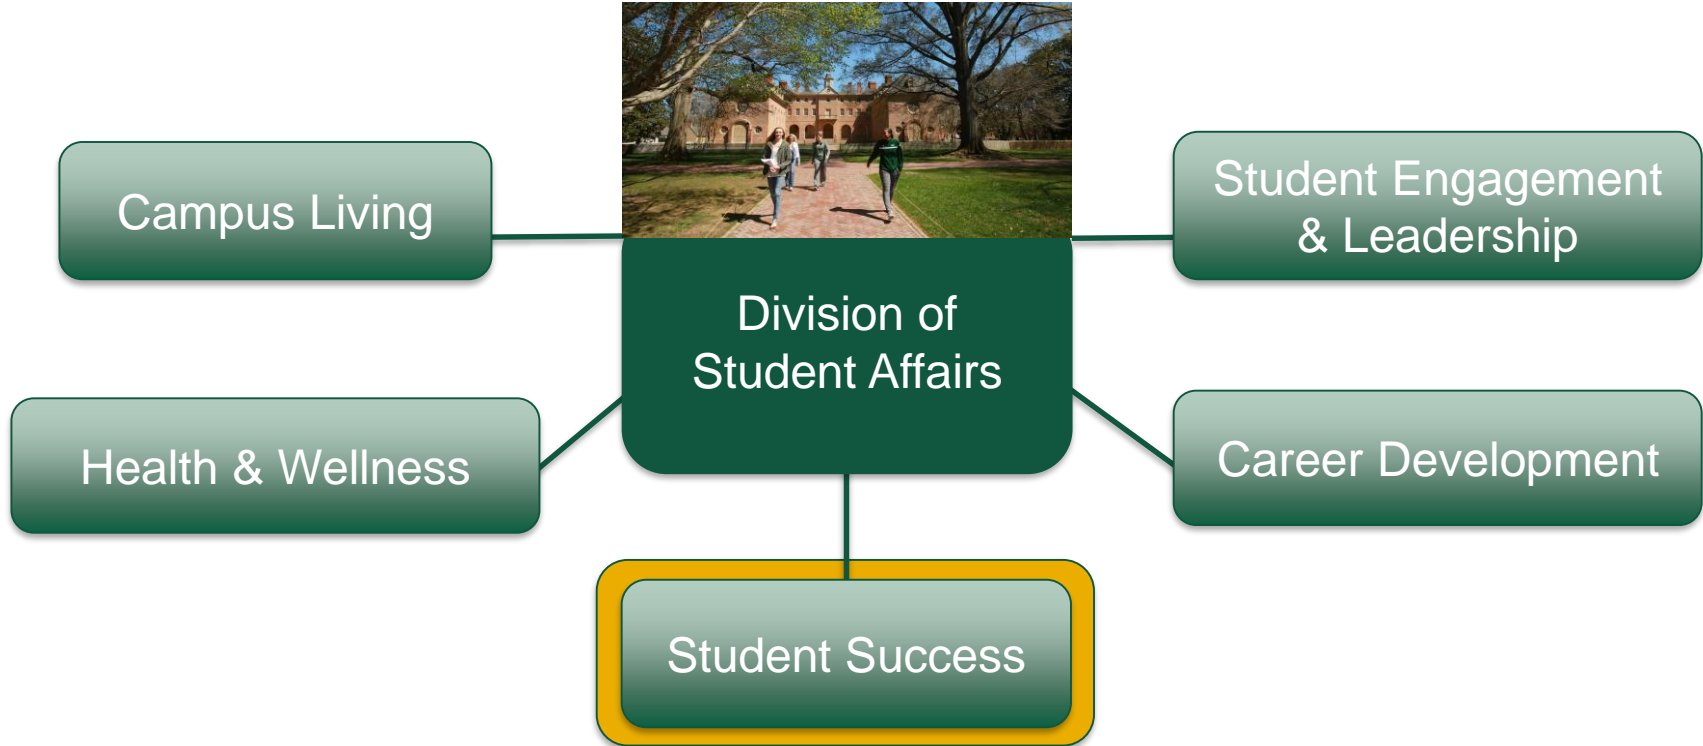 Campus Living
Student Engagement
& Leadership
Division of
Student Affairs
Health & Wellness
Career Development
Student Success